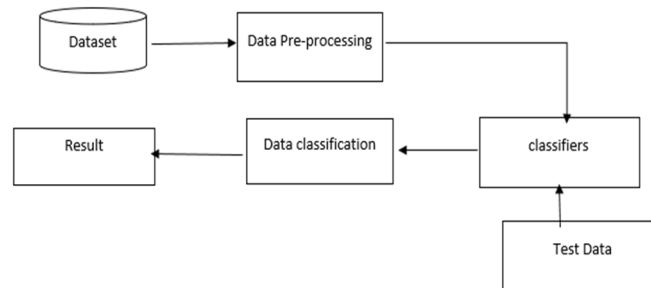 Dataset
Data Pre-processing
Result
Data classification
classifiers
Test Data